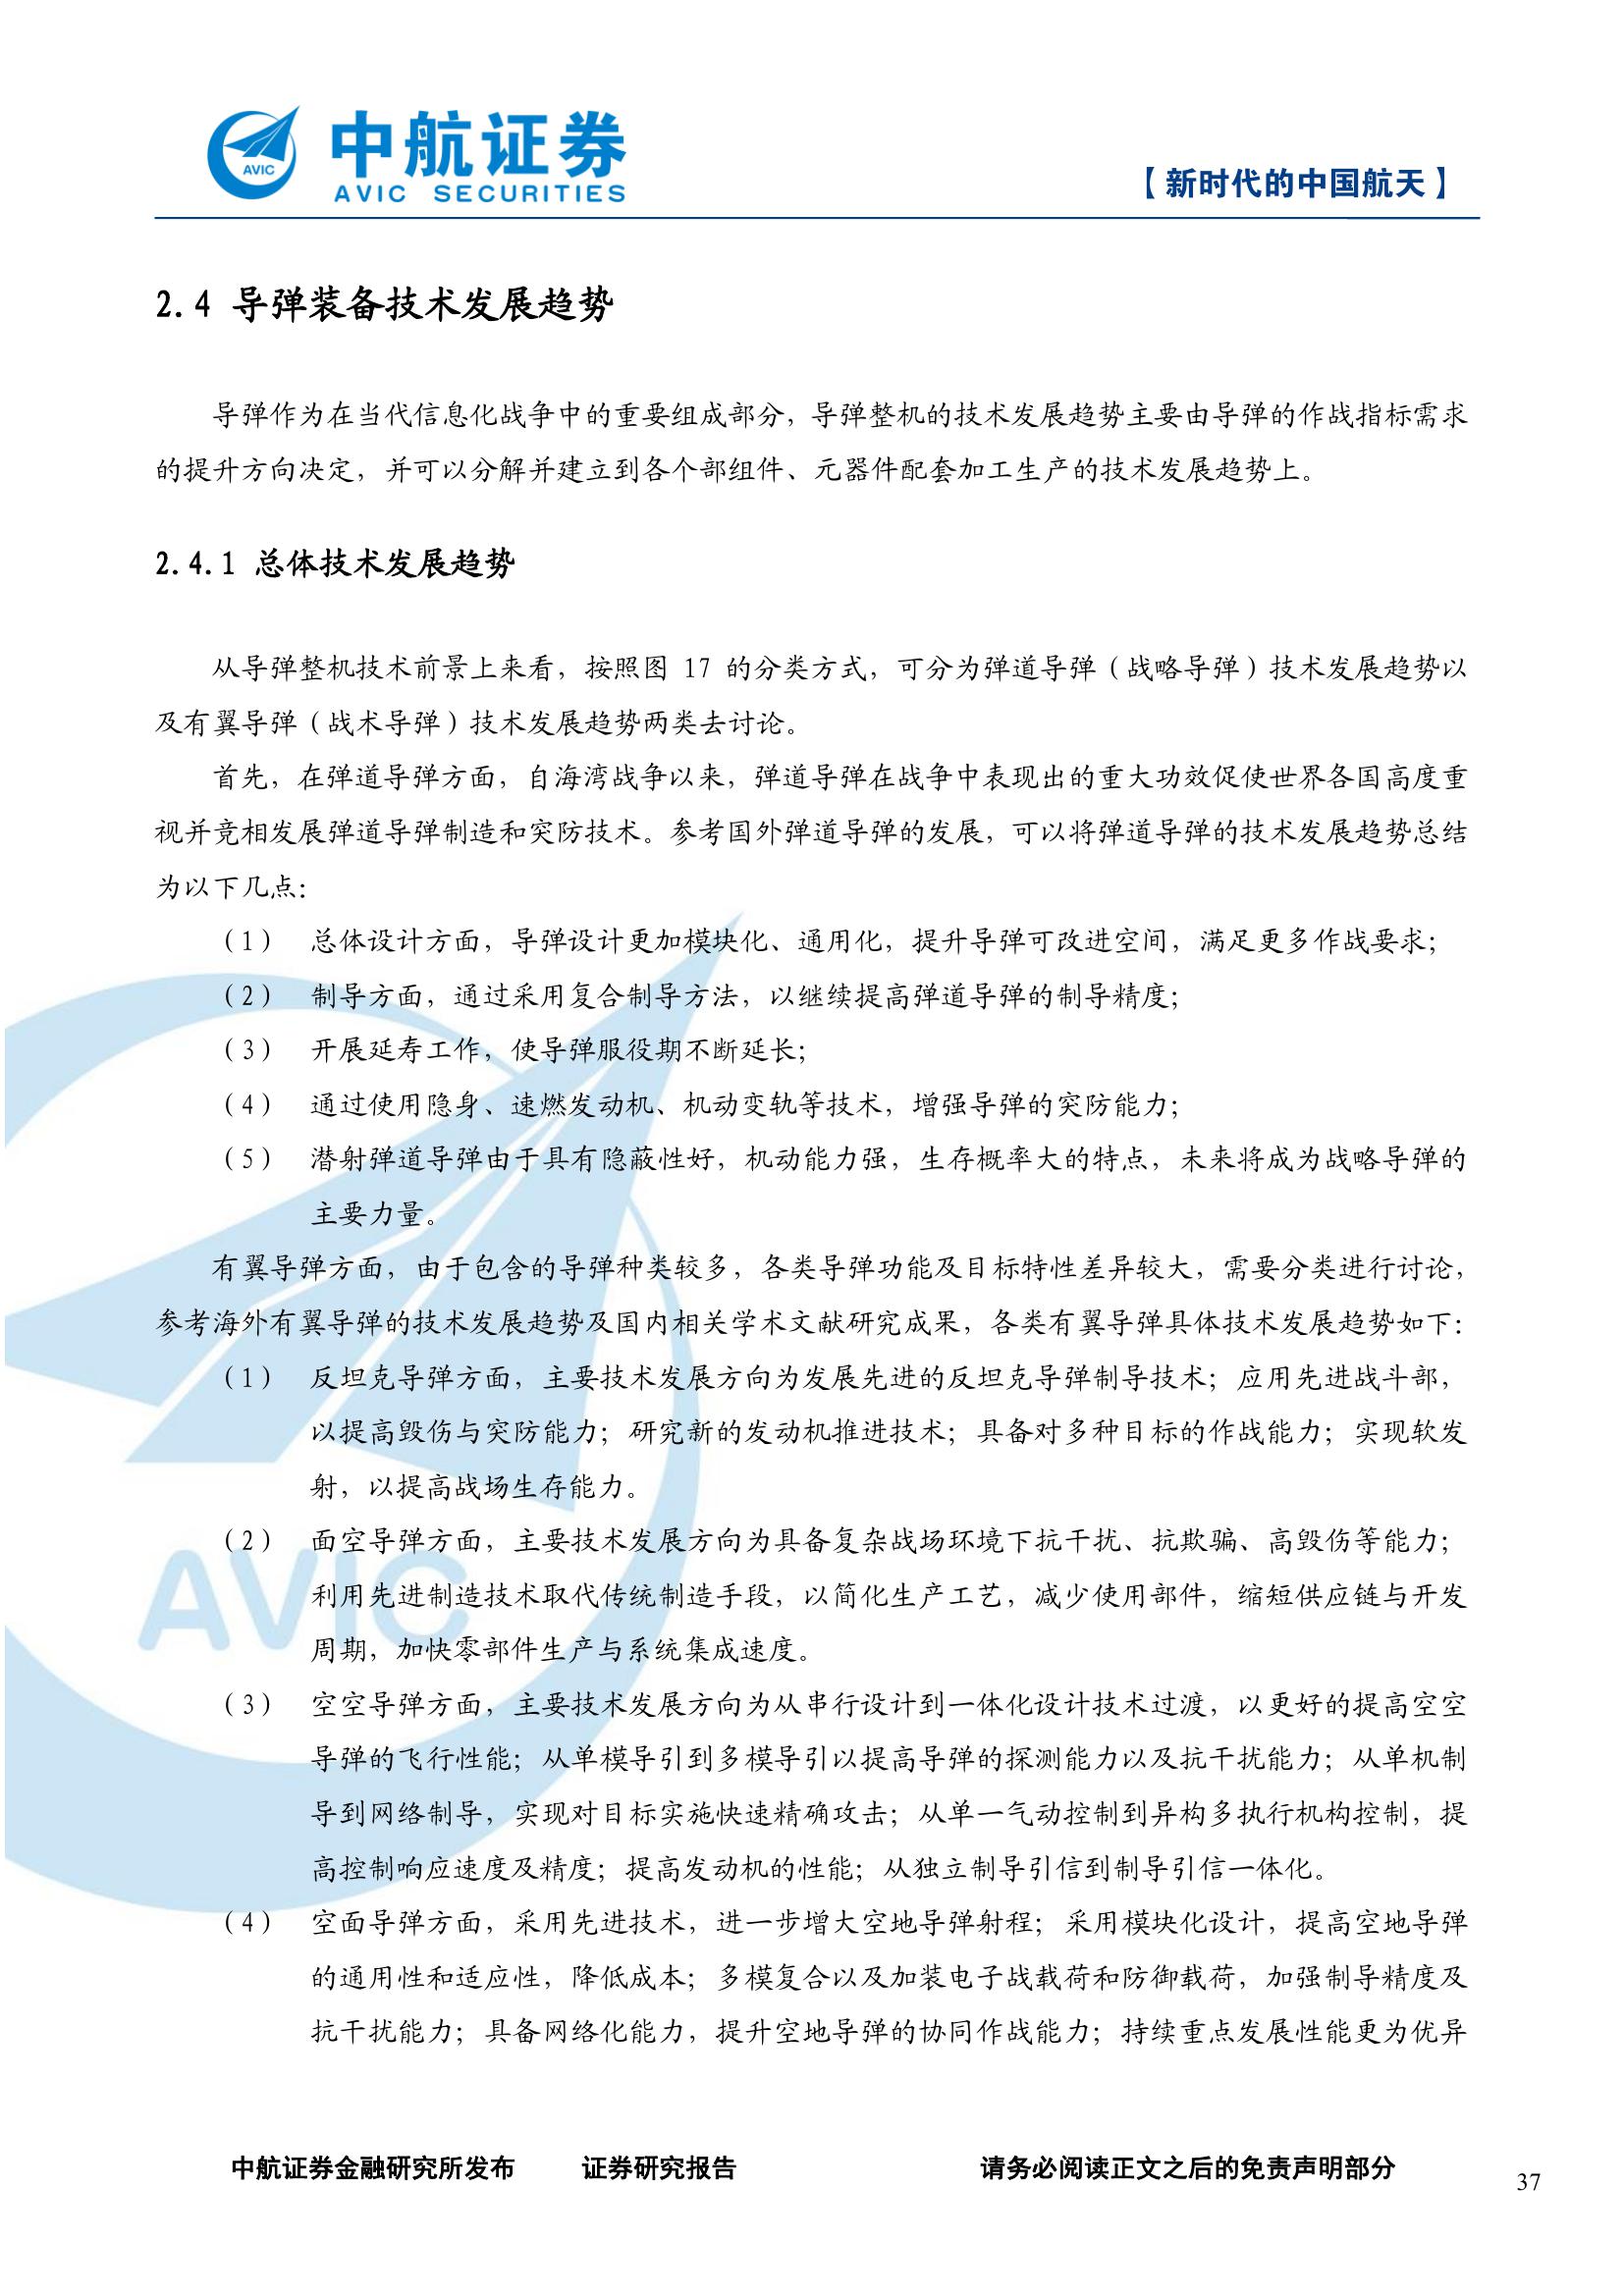 中航证券
AVIC SECURITIES
AVIC
【新时代的中国航天】
2.4 导弹装备技术发展趋势
导弹作为在当代信息化战争中的重要组成部分，导弹整机的技术发展趋势主要由导弹的作战指标需求
的提升方向决定，并可以分解并建立到各个部组件、元器件配套加工生产的技术发展趋势上。
2.4.1 总体技术发展趋势
从导弹整机技术前景上来看，按照图 17 的分类方式，可分为弹道导弹（战略导弹）技术发展趋势以
及有翼导弹（战术导弹）技术发展趋势两类去讨论。
首先，在弹道导弹方面，自海湾战争以来，弹道导弹在战争中表现出的重大功效促使世界各国高度重
视并竞相发展弹道导弹制造和突防技术。参考国外弹道导弹的发展，可以将弹道导弹的技术发展趋势总结
为以下几点：
（1） 总体设计方面，导弹设计更加模块化、通用化，提升导弹可改进空间，满足更多作战要求；
（2） 制导方面，通过采用复合制导方法，以继续提高弹道导弹的制导精度；
（3） 开展延寿工作，使导弹服役期不断延长；
（4） 通过使用隐身、速燃发动机、机动变轨等技术，增强导弹的突防能力；
（5） 潜射弹道导弹由于具有隐蔽性好，机动能力强，生存概率大的特点，未来将成为战略导弹的
主要力量。
有翼导弹方面，由于包含的导弹种类较多，各类导弹功能及目标特性差异较大，需要分类进行讨论，
参考海外有翼导弹的技术发展趋势及国内相关学术文献研究成果，各类有翼导弹具体技术发展趋势如下：
（1） 反坦克导弹方面，主要技术发展方向为发展先进的反坦克导弹制导技术；应用先进战斗部，
以提高毁伤与突防能力；研究新的发动机推进技术；具备对多种目标的作战能力；实现软发
射，以提高战场生存能力。
（2） 面空导弹方面，主要技术发展方向为具备复杂战场环境下抗干扰、抗欺骗、高毁伤等能力；
利用先进制造技术取代传统制造手段，以简化生产工艺，减少使用部件，缩短供应链与开发
周期，加快零部件生产与系统集成速度。
（3） 空空导弹方面，主要技术发展方向为从串行设计到一体化设计技术过渡，以更好的提高空空
导弹的飞行性能；从单模导引到多模导引以提高导弹的探测能力以及抗干扰能力；从单机制
导到网络制导，实现对目标实施快速精确攻击；从单一气动控制到异构多执行机构控制，提
高控制响应速度及精度；提高发动机的性能；从独立制导引信到制导引信一体化。
（4） 空面导弹方面，采用先进技术，进一步增大空地导弹射程；采用模块化设计，提高空地导弹
的通用性和适应性，降低成本；多模复合以及加装电子战载荷和防御载荷，加强制导精度及
抗干扰能力；具备网络化能力，提升空地导弹的协同作战能力；持续重点发展性能更为优异
AVIC
中航证券金融研究所发布 证券研究报告 请务必阅读正文之后的免责声明部分
37